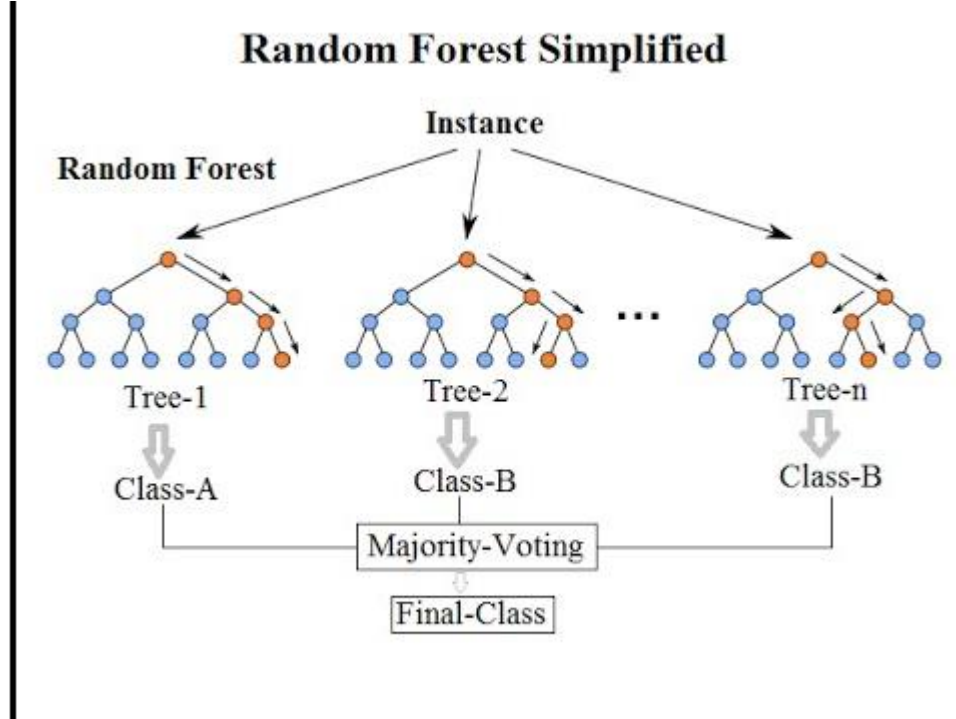 Random Forest Simplified
Instance
Random Forest
...
Tree-1
Tree-2
Tree-n
Class-A
Class-B
Class-B
Majority-Voting
Final-Class